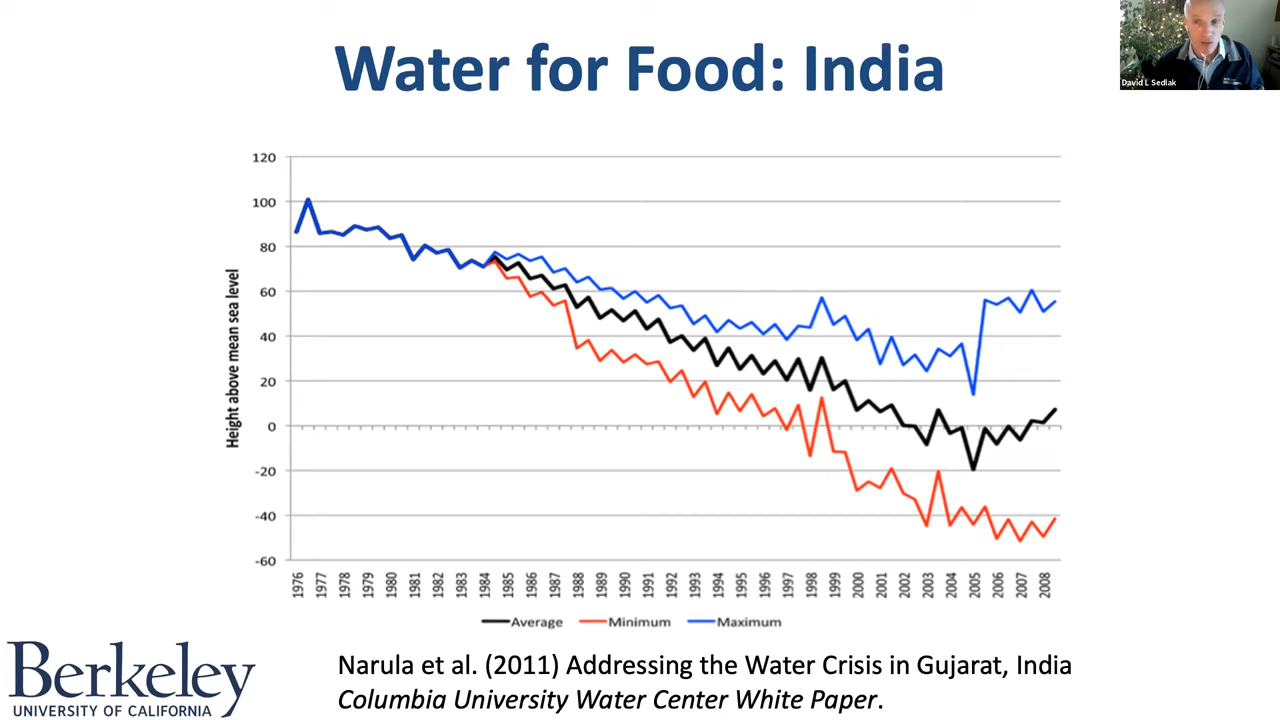 Water for Food: India
David L Sedlak
120
100
80
60
40
20
0
-20
-40
-60
Height above mean sea level
1976 1977 1978 1979 1980 1981 1982 1983 1984 1985 1986 1987 1988 1989 1990 1991 1992 1993 1994 1995 1996 1997 1998 1999 2000 2001 2002 2003 2004 2005 2006 2007 2008
Average Minimum Maximum
Berkeley
UNIVERSITY OF CALIFORNIA
Narula et al. (2011) Addressing the Water Crisis in Gujarat, India
Columbia University Water Center White Paper.